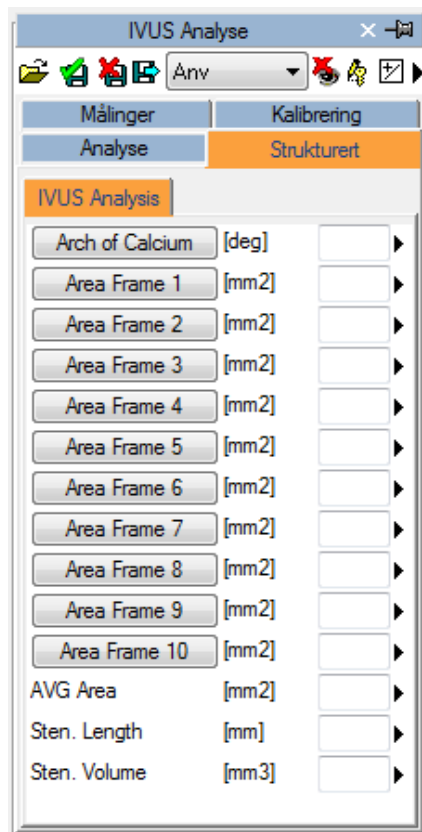 IVUS Analyse
Anv
Målinger Kalibrering
Analyse Strukturert
IVUS Analysis
Arch of Calcium [deg]
Area Frame 1 [mm2]
Area Frame 2 [mm2]
Area Frame 3 [mm2]
Area Frame 4 [mm2]
Area Frame 5 [mm2]
Area Frame 6 [mm2]
Area Frame 7 [mm2]
Area Frame 8 [mm2]
Area Frame 9 [mm2]
Area Frame 10 [mm2]
AVG Area [mm2]
Sten. Length [mm]
Sten. Volume [mm3]